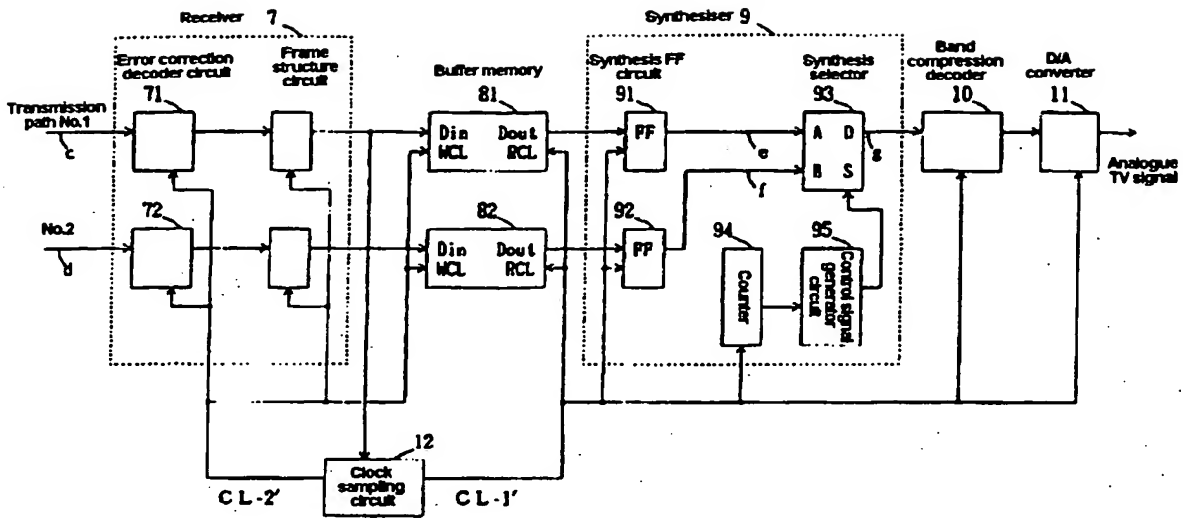 Receiver 7
Synthesiser 9
Error correction
decoder circuit
71
Frame
structure
circuit
Buffer memory
81
Synthesis FF
circuit
91
Synthesis
selector
93
Band
compression
decoder
10
D/A
converter
11
Transmission
path No.1
c
Din Dout
WCL RCL
FF
e
A D
B S
g
Analogue
TV signal
f
No.2
d
72
82
Din Dout
WCL RCL
92
FF
94
Counter
95
Control signal
generator
circuit
12
Clock
sampling
circuit
CL-2'
CL-1'